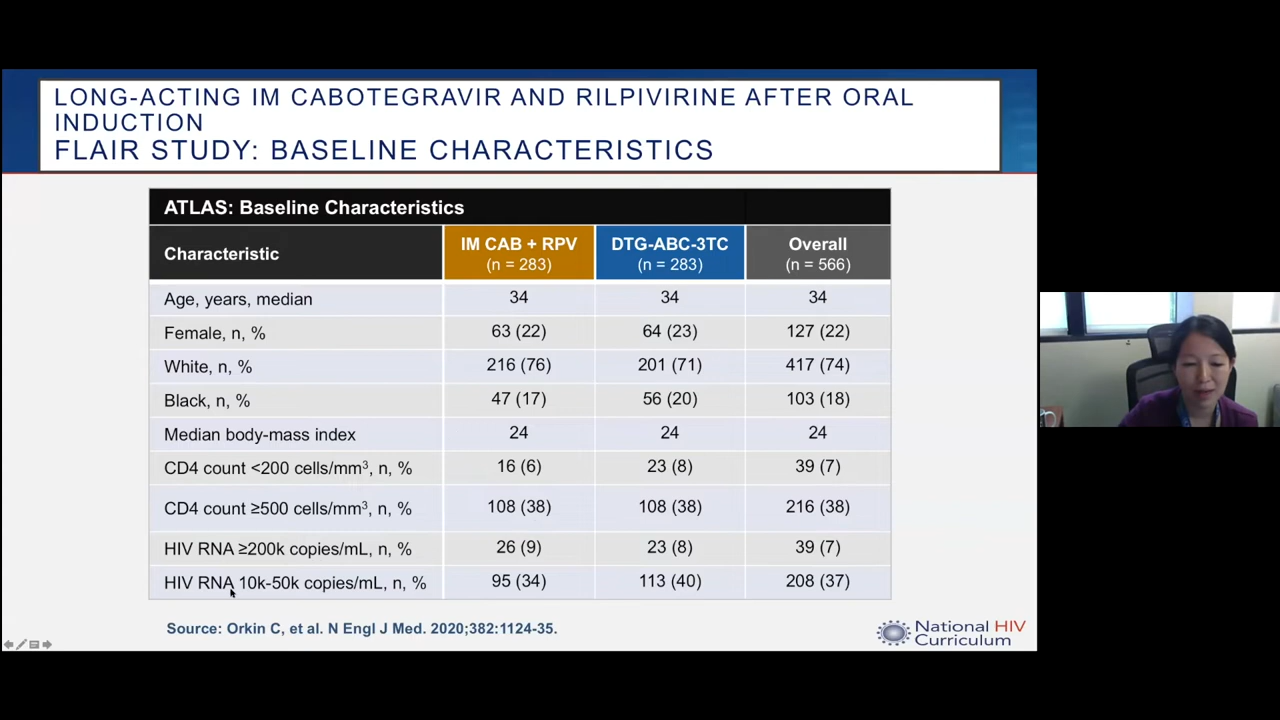 LONG-ACTING IM CABOTEGRAVIR AND RILPIVIRINE AFTER ORAL
INDUCTION
FLAIR STUDY: BASELINE CHARACTERISTICS
ATLAS: Baseline Characteristics
Characteristic IM CAB + RPV (n = 283) DTG-ABC-3TC (n = 283) Overall (n = 566)
Age, years, median 34 34 34
Female, n, % 63 (22) 64 (23) 127 (22)
White, n, % 216 (76) 201 (71) 417 (74)
Black, n, % 47 (17) 56 (20) 103 (18)
Median body-mass index 24 24 24
CD4 count <200 cells/mm³, n, % 16 (6) 23 (8) 39 (7)
CD4 count ≥500 cells/mm³, n, % 108 (38) 108 (38) 216 (38)
HIV RNA ≥200k copies/mL, n, % 26 (9) 23 (8) 39 (7)
HIV RNA 10k-50k copies/mL, n, % 95 (34) 113 (40) 208 (37)
Source: Orkin C, et al. N Engl J Med. 2020;382:1124-35.
National HIV
Curriculum